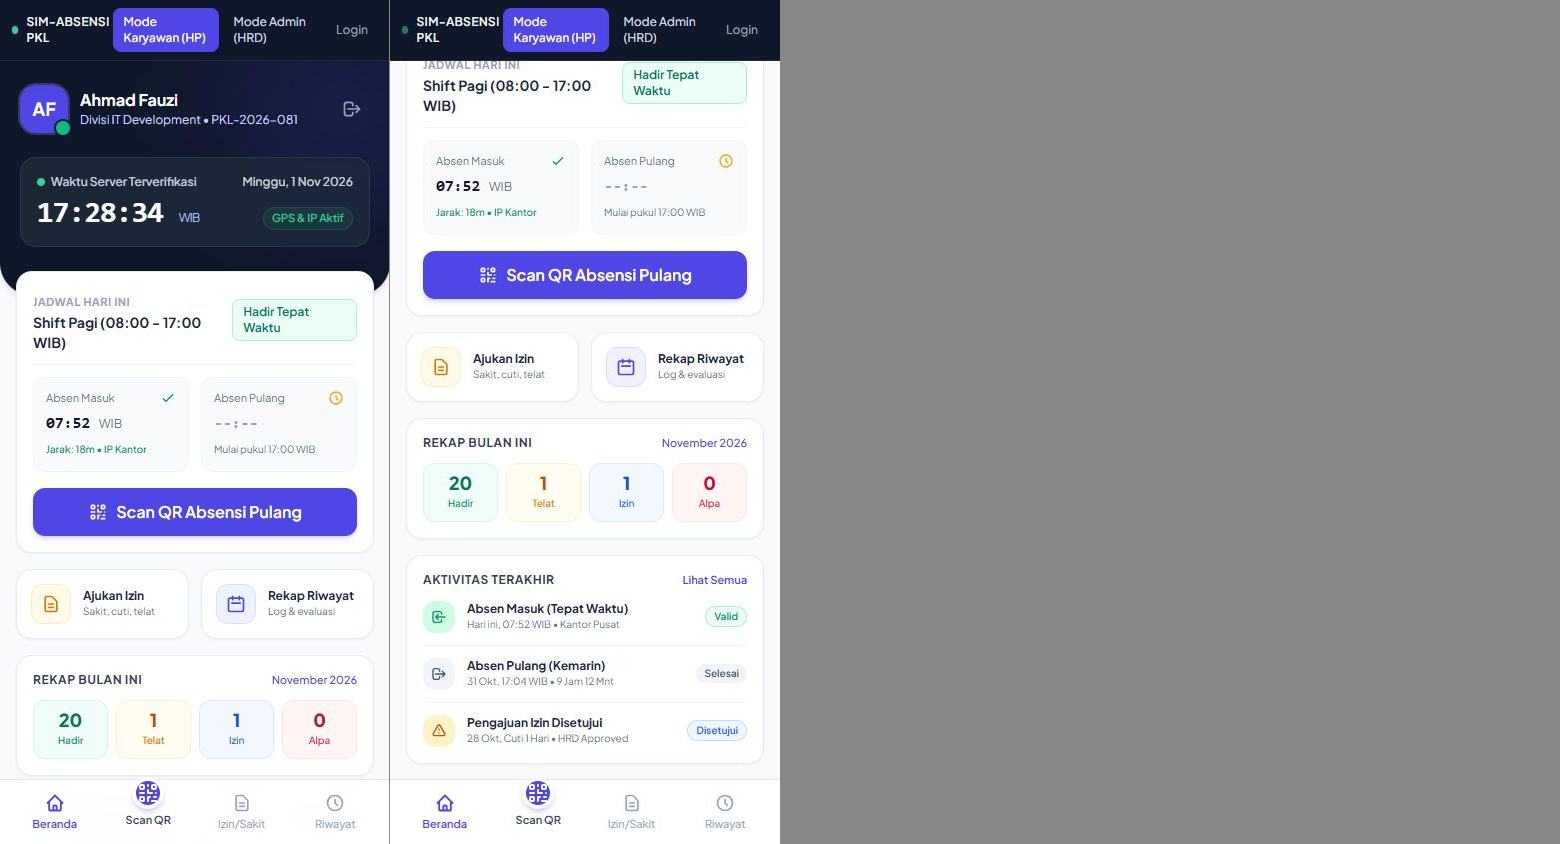 SIM-ABSENSI
PKL
Mode
Karyawan (HP)
Mode Admin
(HRD)
Login
AF
Ahmad Fauzi
Divisi IT Development • PKL-2026-081
Waktu Server Terverifikasi
Minggu, 1 Nov 2026
17:28:34 WIB
GPS & IP Aktif
JADWAL HARI INI
Shift Pagi (08:00 - 17:00
WIB)
Hadir Tepat
Waktu
Absen Masuk
07:52 WIB
Jarak: 18m • IP Kantor
Absen Pulang
--:--
Mulai pukul 17:00 WIB
Scan QR Absensi Pulang
Ajukan Izin
Sakit, cuti, telat
Rekap Riwayat
Log & evaluasi
REKAP BULAN INI
November 2026
20
Hadir
1
Telat
1
Izin
0
Alpa
Beranda
Scan QR
Izin/Sakit
Riwayat
SIM-ABSENSI
PKL
Mode
Karyawan (HP)
Mode Admin
(HRD)
Login
JADWAL HARI INI
Shift Pagi (08:00 - 17:00
WIB)
Hadir Tepat
Waktu
Absen Masuk
07:52 WIB
Jarak: 18m • IP Kantor
Absen Pulang
--:--
Mulai pukul 17:00 WIB
Scan QR Absensi Pulang
Ajukan Izin
Sakit, cuti, telat
Rekap Riwayat
Log & evaluasi
REKAP BULAN INI
November 2026
20
Hadir
1
Telat
1
Izin
0
Alpa
AKTIVITAS TERAKHIR
Lihat Semua
Absen Masuk (Tepat Waktu)
Hari ini, 07:52 WIB • Kantor Pusat
Valid
Absen Pulang (Kemarin)
31 Okt, 17:04 WIB • 9 Jam 12 Mnt
Selesai
Pengajuan Izin Disetujui
28 Okt, Cuti 1 Hari • HRD Approved
Disetujui
Beranda
Scan QR
Izin/Sakit
Riwayat